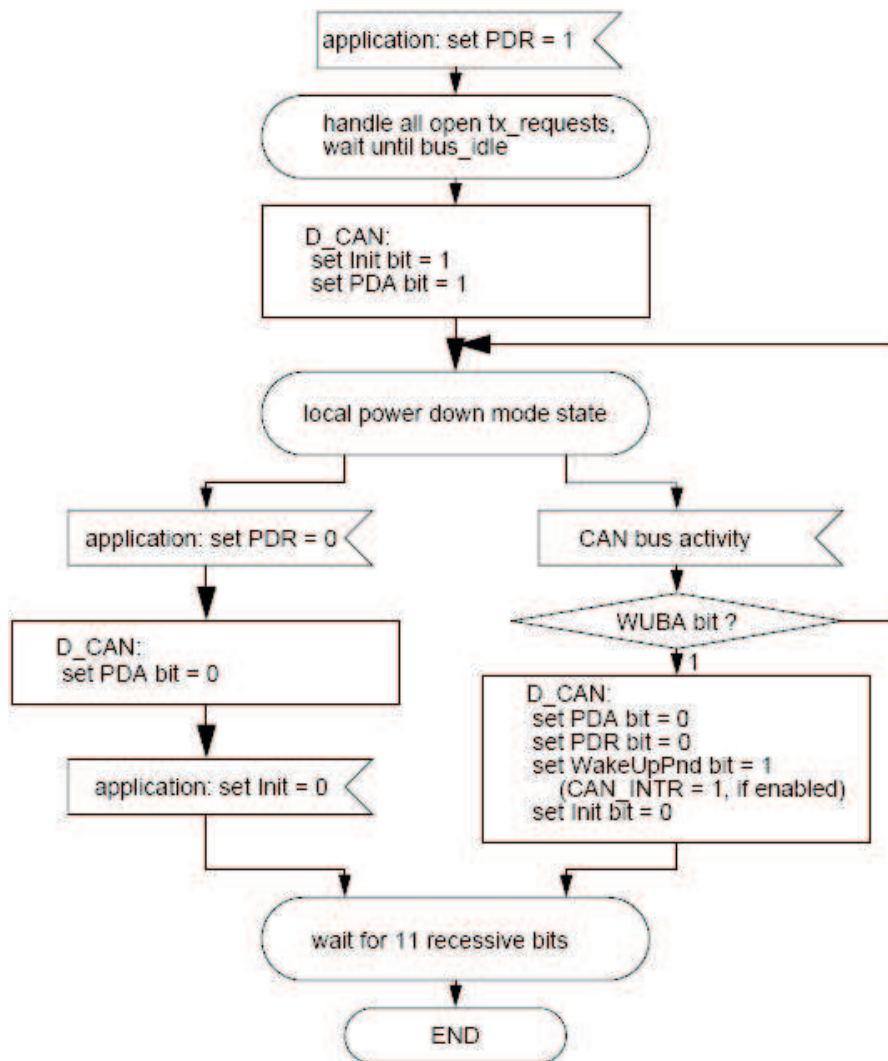 application: set PDR = 1
handle all open tx_requests,
wait until bus_idle
D_CAN:
set Init bit = 1
set PDA bit = 1
local power down mode state
application: set PDR = 0
CAN bus activity
D_CAN:
set PDA bit = 0
WUBA bit ?
1
application: set Init = 0
D_CAN:
set PDA bit = 0
set PDR bit = 0
set WakeUpPnd bit = 1
(CAN_INTR = 1, if enabled)
set Init bit = 0
wait for 11 recessive bits
END